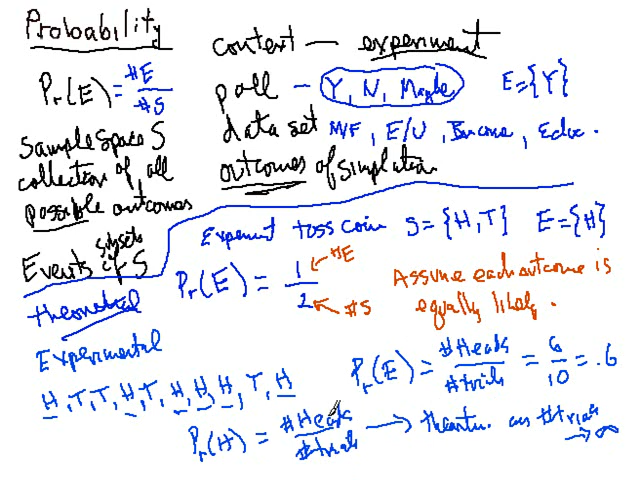 Probability
Pr(E) = #E / #S
sample space S
collection of all
possible outcomes
Events subsets of S
context — experiment
poll — Y, N, Maybe E={Y}
data set M/F, E/U, Income, Educ.
outcomes of simulation
Experiment toss coin S = {H,T} E={H}
Pr(E) = 1/2 ← #E ← #S
Assume each outcome is
equally likely.
theoretical
Experimental
H, T, T, H, T, H, H, H, T, H
Pr(E) = #Heads / #trials = 6/10 = .6
Pr(H) = #Heads / #trials → as #trials → ∞